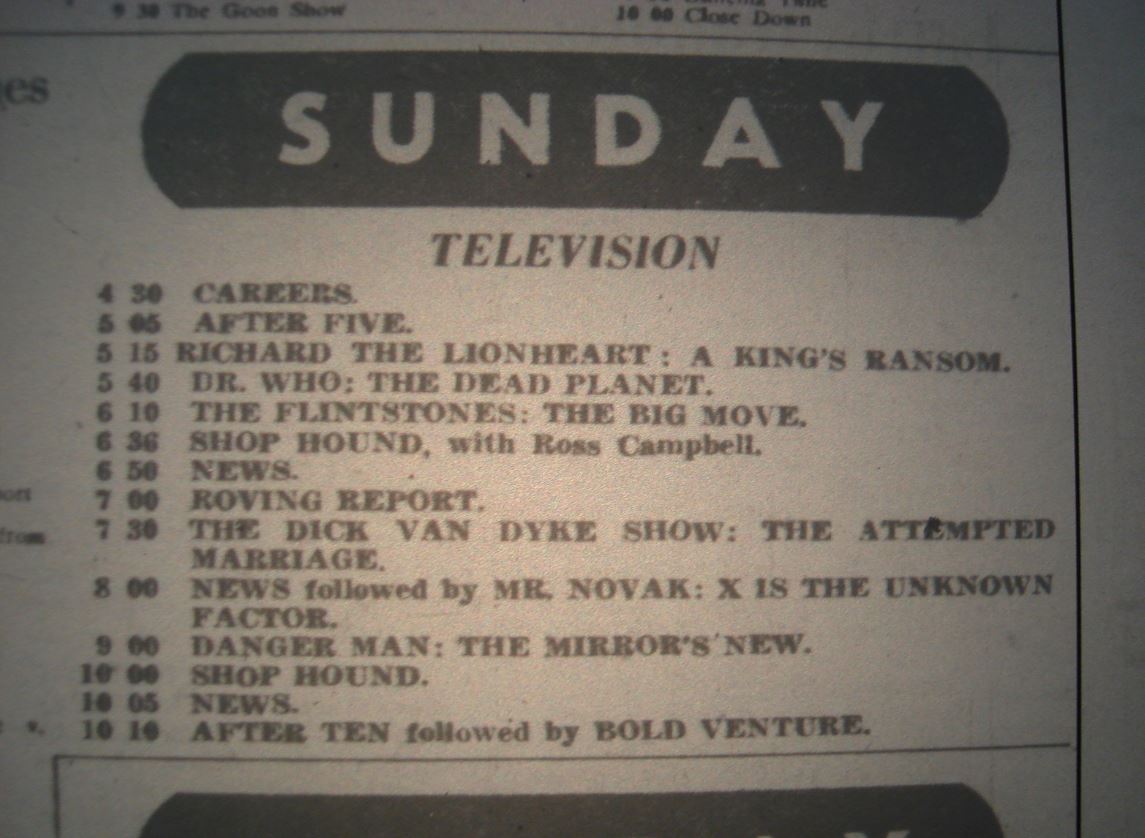 9 30 The Goon Show
10 00 Close Down
SUNDAY
TELEVISION
4 30 CAREERS.
5 05 AFTER FIVE.
5 15 RICHARD THE LIONHEART: A KING'S RANSOM.
5 40 DR. WHO: THE DEAD PLANET.
6 10 THE FLINTSTONES: THE BIG MOVE.
6 36 SHOP HOUND, with Ross Campbell.
6 50 NEWS.
7 00 ROVING REPORT.
7 30 THE DICK VAN DYKE SHOW: THE ATTEMPTED
MARRIAGE.
8 00 NEWS followed by MR. NOVAK: X IS THE UNKNOWN
FACTOR.
9 00 DANGER MAN: THE MIRROR'S NEW.
10 00 SHOP HOUND.
10 05 NEWS.
10 10 AFTER TEN followed by BOLD VENTURE.
from